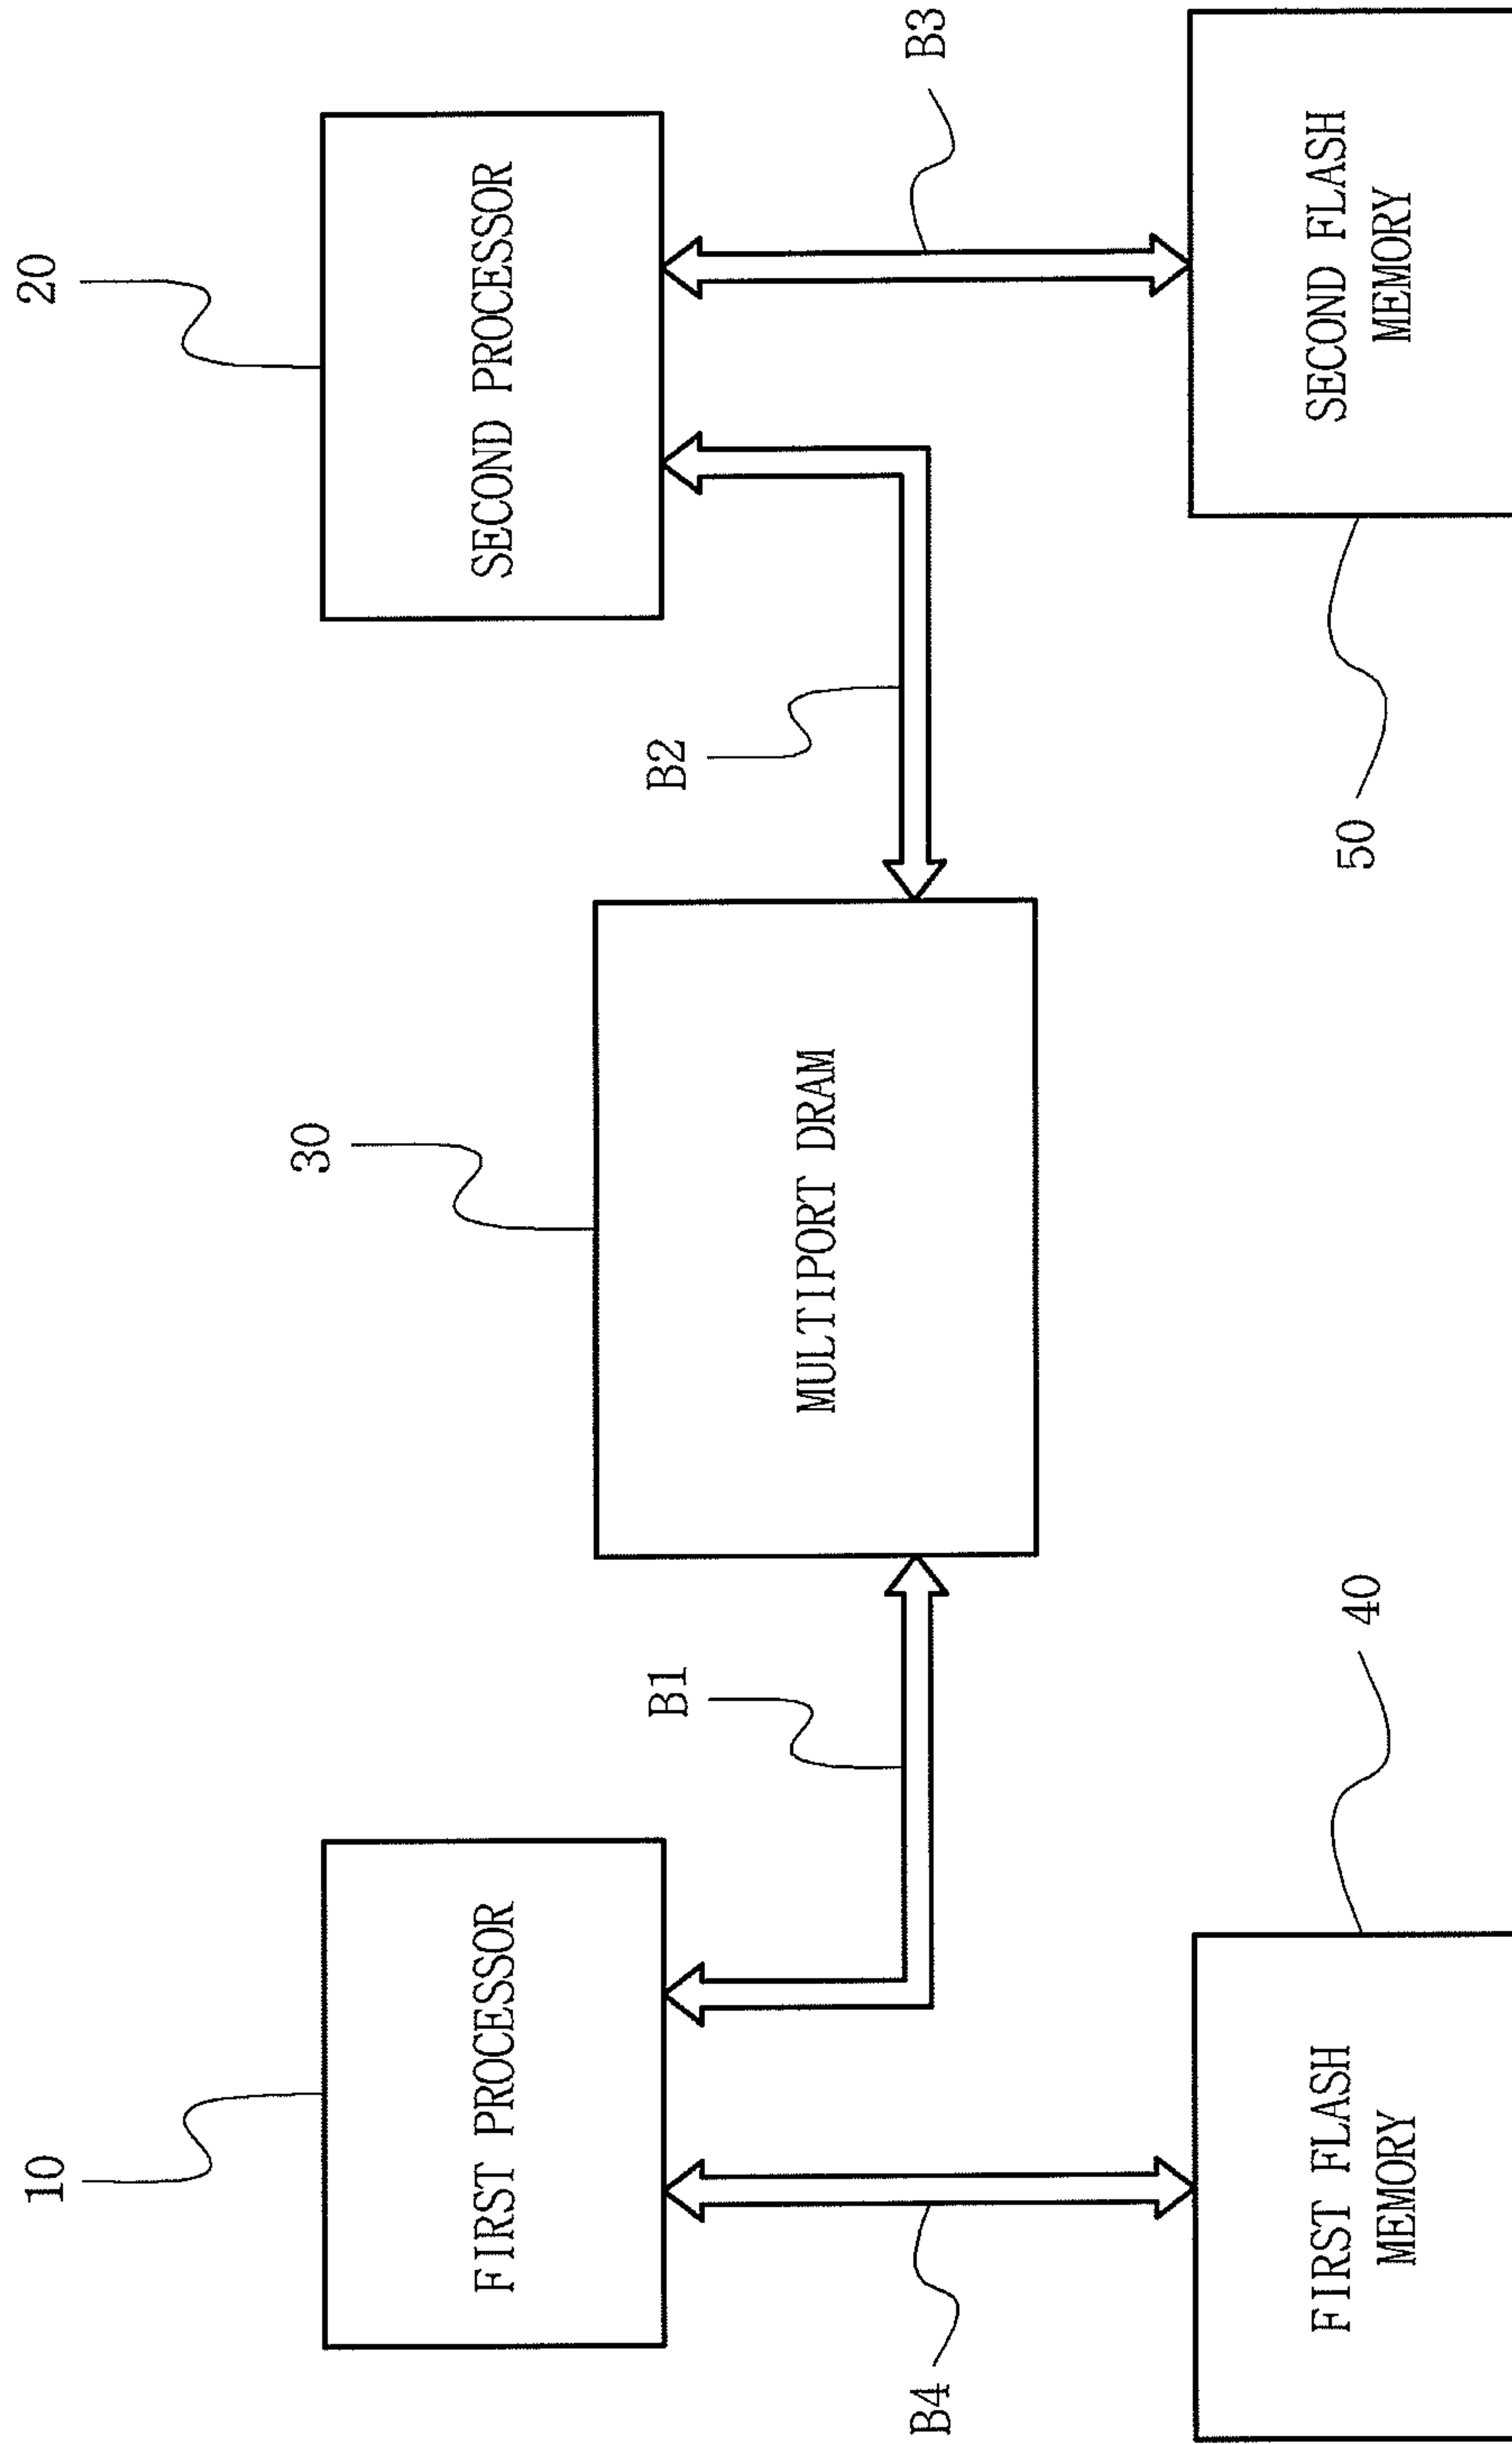 10
20
FIRST PROCESSOR
SECOND PROCESSOR
30
B1
B2
MULTIPORT DRAM
B4
B3
40
50
FIRST FLASH
MEMORY
SECOND FLASH
MEMORY